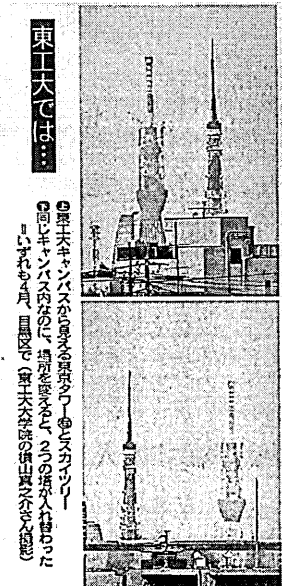 東工大では…
㊤東工大キャンパスから見える東京タワー㊨とスカイツリー
㊦同じキャンパス内なのに、場所を変えると、2つの塔が入れ替わった
＝いずれも4月、目黒区で（東工大大学院の横山真之介さん撮影）